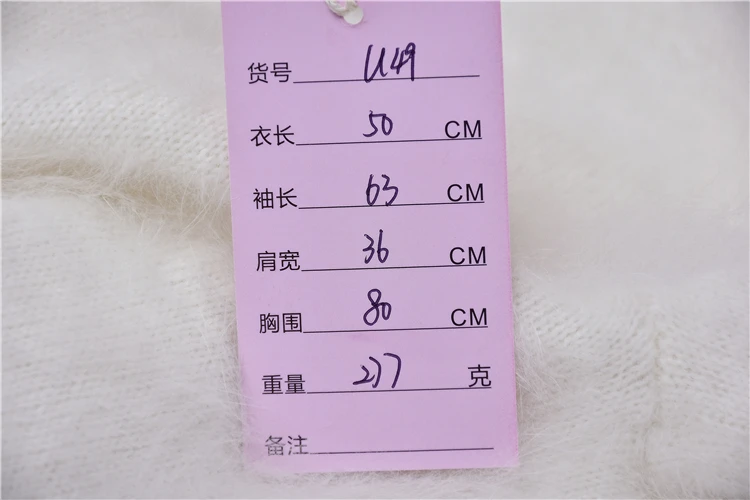 货号 U49
衣长 50 CM
袖长 63 CM
肩宽 36 CM
胸围 80 CM
重量 277 克
备注